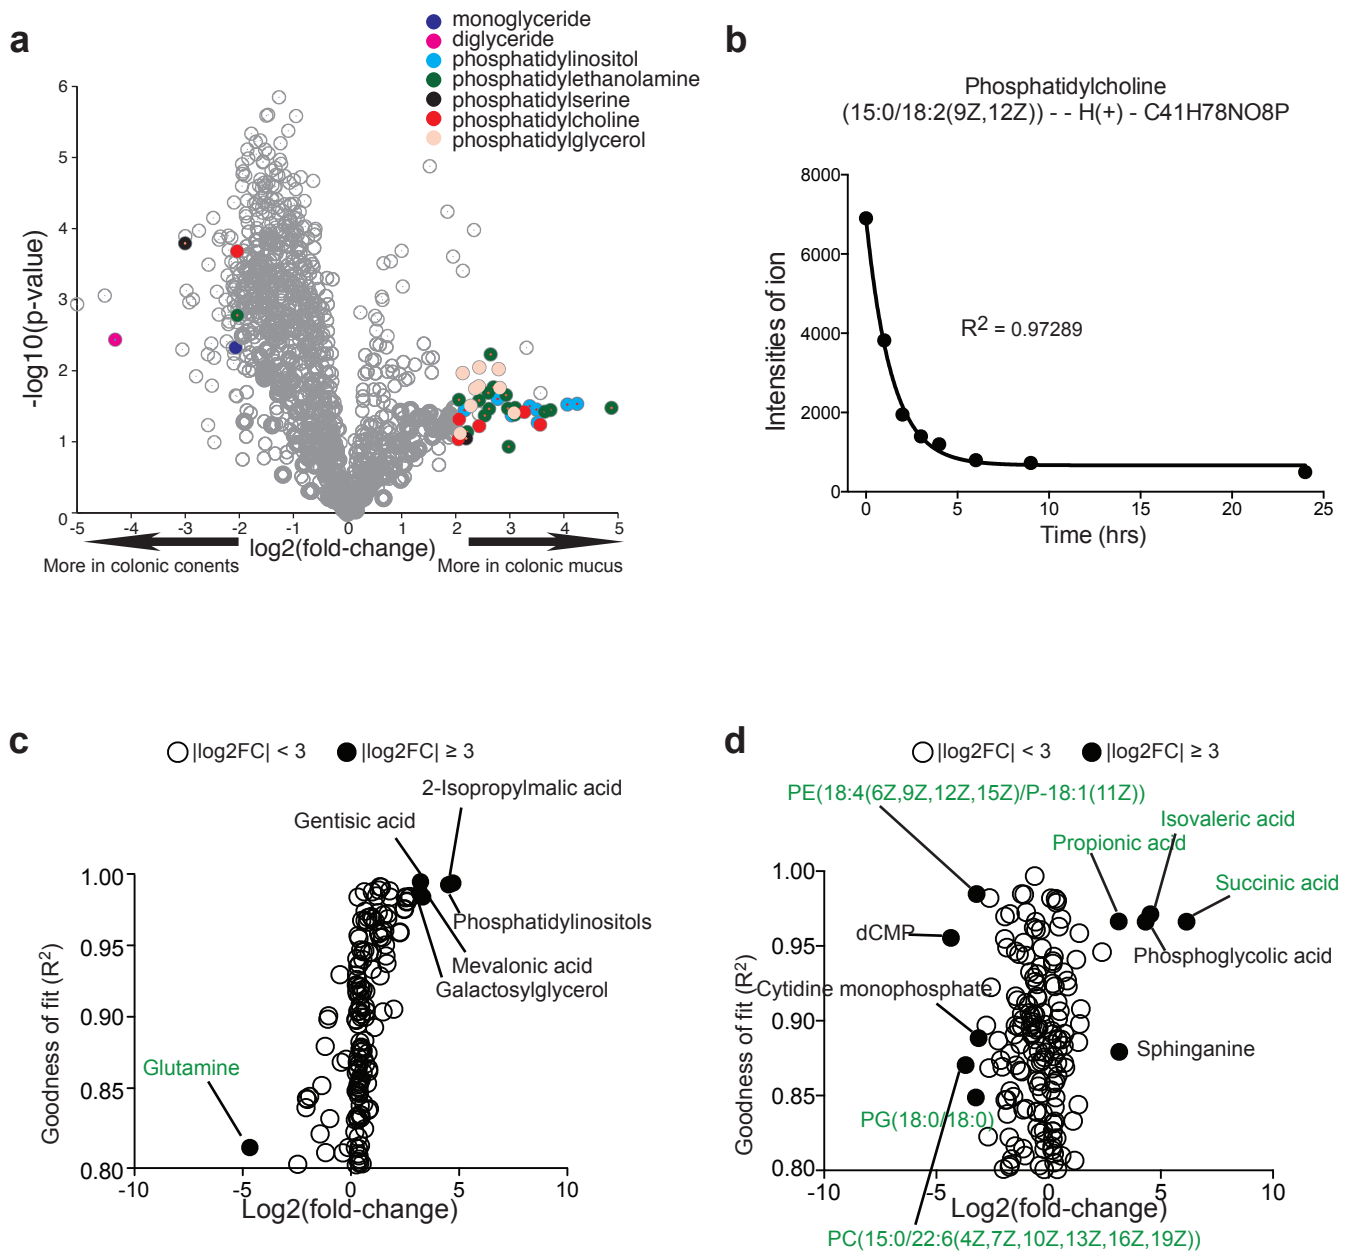 a
monoglyceride
diglyceride
phosphatidylinositol
phosphatidylethanolamine
phosphatidylserine
phosphatidylcholine
phosphatidylglycerol
-log10(p-value)
6
5
4
3
2
1
0
-5
-4
-3
-2
-1
0
1
2
3
4
5
log2(fold-change)
More in colonic conents
More in colonic mucus
b
Phosphatidylcholine
(15:0/18:2(9Z,12Z)) - - H(+) - C41H78NO8P
Intensities of ion
8000
6000
4000
2000
0
R2 = 0.97289
0
5
10
15
20
25
Time (hrs)
c
|log2FC| < 3
|log2FC| ≥ 3
2-Isopropylmalic acid
Gentisic acid
Phosphatidylinositols
Mevalonic acid
Galactosylglycerol
Glutamine
Goodness of fit (R2)
1.00
0.95
0.90
0.85
0.80
-10
-5
0
5
10
Log2(fold-change)
d
|log2FC| < 3
|log2FC| ≥ 3
PE(18:4(6Z,9Z,12Z,15Z)/P-18:1(11Z))
Isovaleric acid
Propionic acid
Succinic acid
dCMP
Phosphoglycolic acid
Cytidine monophosphate
Sphinganine
PG(18:0/18:0)
Goodness of fit (R2)
1.00
0.95
0.90
0.85
0.80
-10
-5
0
5
10
Log2(fold-change)
PC(15:0/22:6(4Z,7Z,10Z,13Z,16Z,19Z))